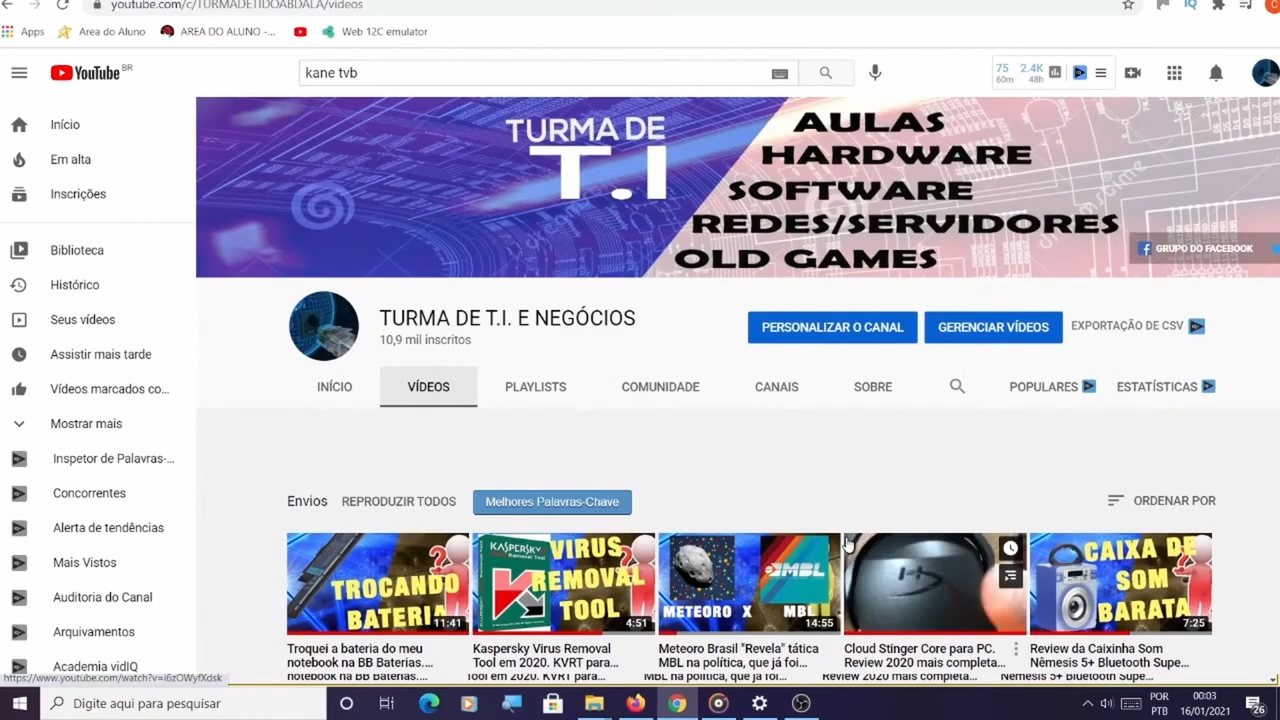 youtube.com/c/TURMADETIDOABDALA/videos
Apps
Area do Aluno
AREA DO ALUNO -...
Web 12C emulator
YouTube BR
kane tvb
75
60m
2.4K
48h
TURMA DE
T.I
AULAS
HARDWARE
SOFTWARE
REDES/SERVIDORES
OLD GAMES
GRUPO DO FACEBOOK
Início
Em alta
Inscrições
Biblioteca
Histórico
Seus vídeos
Assistir mais tarde
Vídeos marcados co...
Mostrar mais
Inspetor de Palavras-...
Concorrentes
Alerta de tendências
Mais Vistos
Auditoria do Canal
Arquivamentos
Academia vidIQ
TURMA DE T.I. E NEGÓCIOS
10,9 mil inscritos
PERSONALIZAR O CANAL
GERENCIAR VÍDEOS
EXPORTAÇÃO DE CSV
INÍCIO
VÍDEOS
PLAYLISTS
COMUNIDADE
CANAIS
SOBRE
POPULARES
ESTATÍSTICAS
Envios
REPRODUZIR TODOS
Melhores Palavras-Chave
ORDENAR POR
TROCANDO
BATERIA
11:41
KASPERSKY
Virus Removal Tool
VIRUS
REMOVAL
TOOL
4:51
MBL
METEORO X MBL
14:55
CAIXA DE
SOM
BARATA
7:25
Troquei a bateria do meu
notebook na BB Baterias....
Kaspersky Virus Removal
Tool em 2020. KVRT para...
Meteoro Brasil "Revela" tática
MBL na política, que já foi...
Cloud Stinger Core para PC.
Review 2020 mais completa...
Review da Caixinha Som
Nêmesis 5+ Bluetooth Supe...
https://www.youtube.com/watch?v=i6zOWyfXdsk
Digite aqui para pesquisar
POR
PTB
00:03
16/01/2021
26